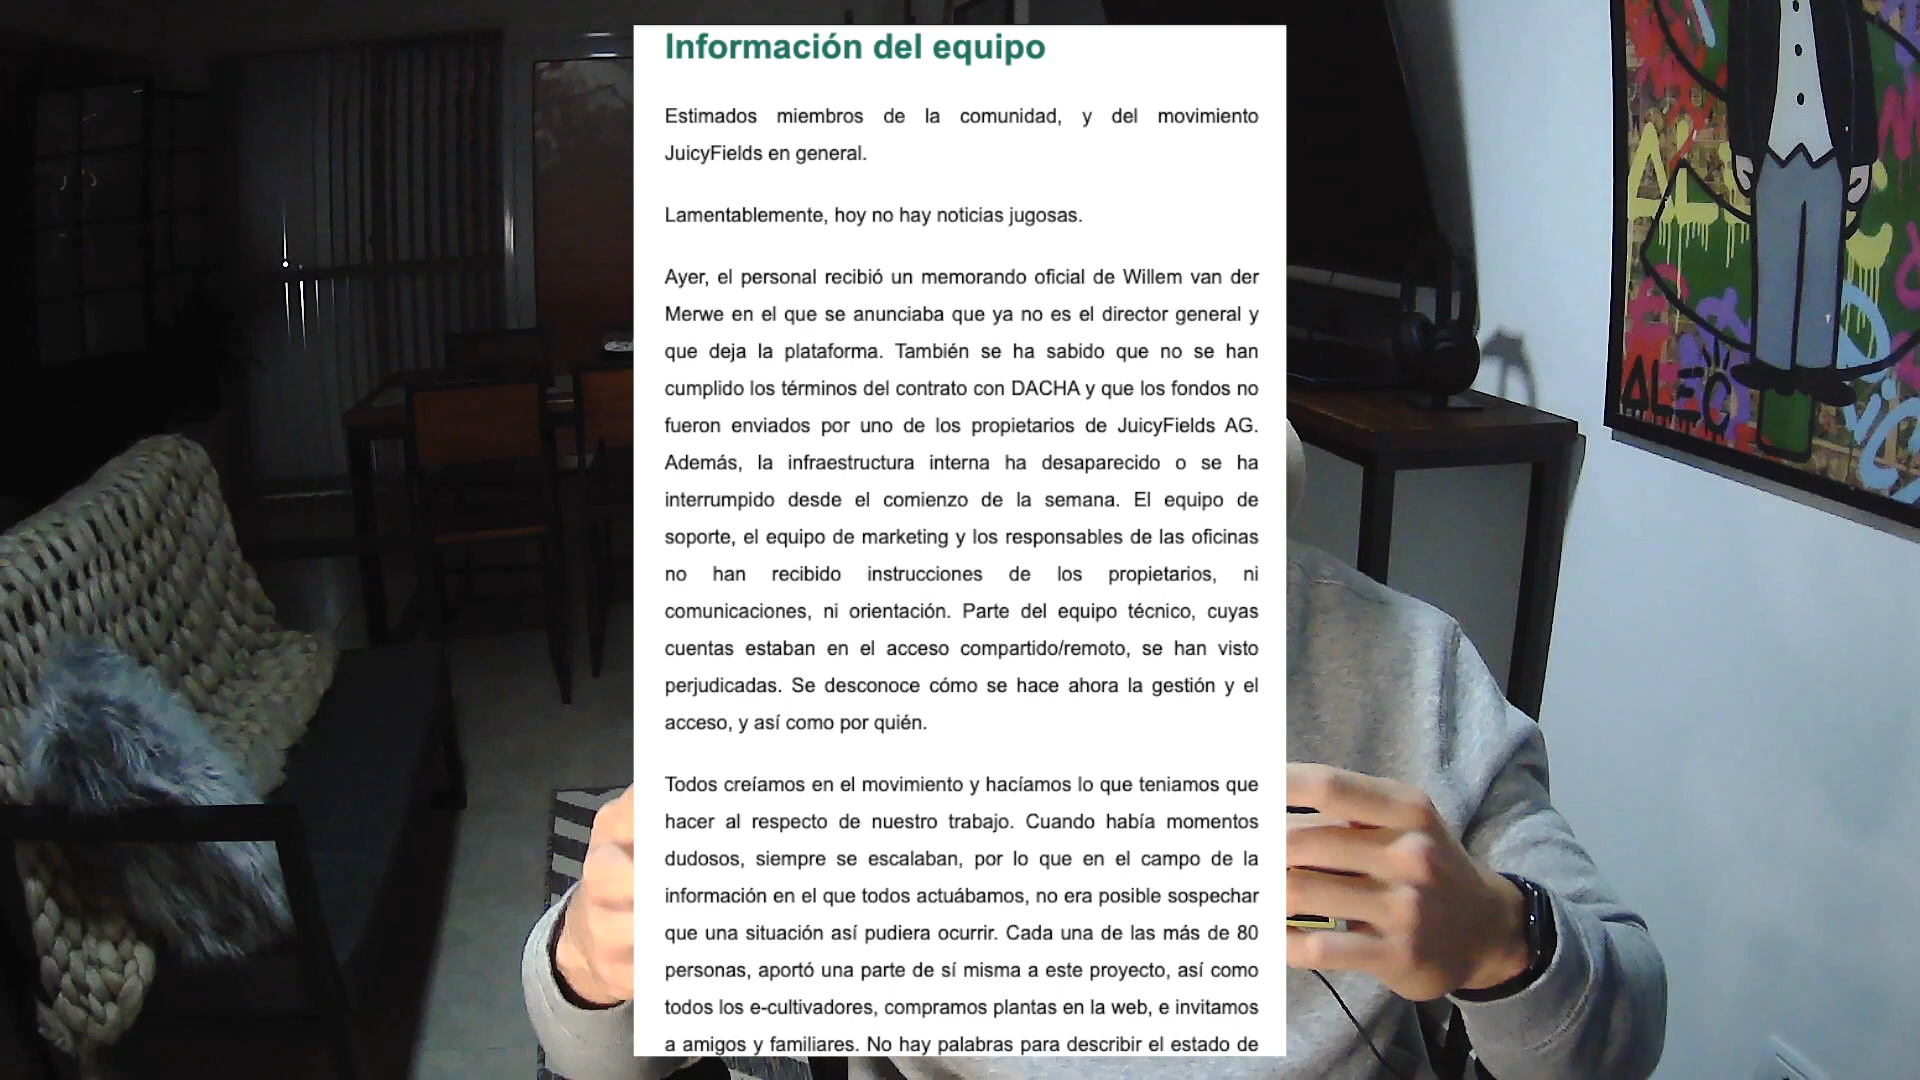 Información del equipo
Estimados miembros de la comunidad, y del movimiento
JuicyFields en general.
Lamentablemente, hoy no hay noticias jugosas.
Ayer, el personal recibió un memorando oficial de Willem van der
Merwe en el que se anunciaba que ya no es el director general y
que deja la plataforma. También se ha sabido que no se han
cumplido los términos del contrato con DACHA y que los fondos no
fueron enviados por uno de los propietarios de JuicyFields AG.
Además, la infraestructura interna ha desaparecido o se ha
interrumpido desde el comienzo de la semana. El equipo de
soporte, el equipo de marketing y los responsables de las oficinas
no han recibido instrucciones de los propietarios, ni
comunicaciones, ni orientación. Parte del equipo técnico, cuyas
cuentas estaban en el acceso compartido/remoto, se han visto
perjudicadas. Se desconoce cómo se hace ahora la gestión y el
acceso, y así como por quién.
Todos creíamos en el movimiento y hacíamos lo que teniamos que
hacer al respecto de nuestro trabajo. Cuando había momentos
dudosos, siempre se escalaban, por lo que en el campo de la
información en el que todos actuábamos, no era posible sospechar
que una situación así pudiera ocurrir. Cada una de las más de 80
personas, aportó una parte de sí misma a este proyecto, así como
todos los e-cultivadores, compramos plantas en la web, e invitamos
a amigos y familiares. No hay palabras para describir el estado de
ALEC